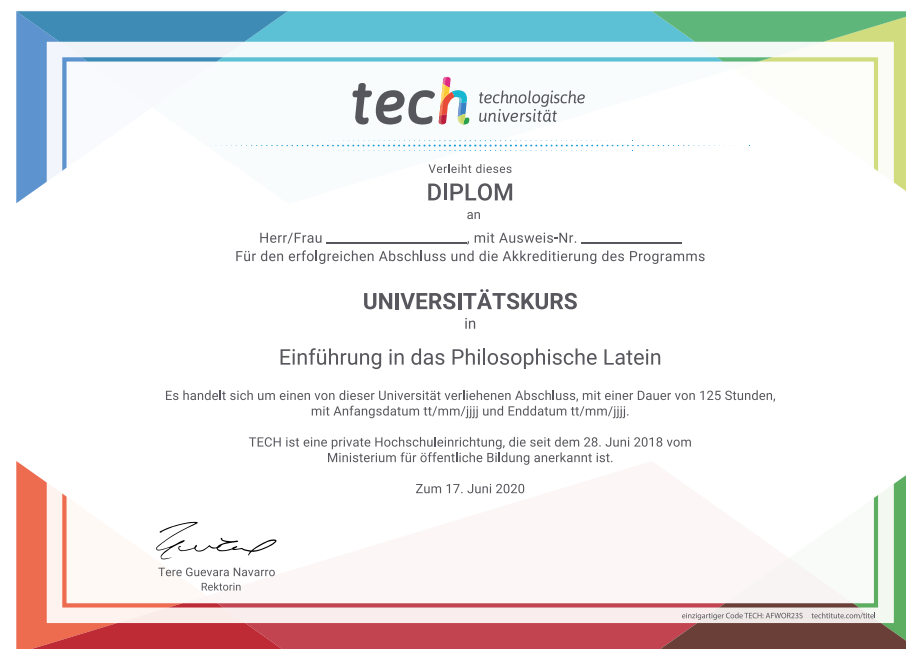 tech technologische
universität
Verleiht dieses
DIPLOM
an
Herr/Frau ____________, mit Ausweis-Nr. ____________
Für den erfolgreichen Abschluss und die Akkreditierung des Programms
UNIVERSITÄTSKURS
in
Einführung in das Philosophische Latein
Es handelt sich um einen von dieser Universität verliehenen Abschluss, mit einer Dauer von 125 Stunden,
mit Anfangsdatum tt/mm/jjjj und Enddatum tt/mm/jjjj.
TECH ist eine private Hochschuleinrichtung, die seit dem 28. Juni 2018 vom
Ministerium für öffentliche Bildung anerkannt ist.
Zum 17. Juni 2020
Tere Guevara Navarro
Rektorin
einzigartiger Code TECH: AFWOR23S techtitute.com/titel